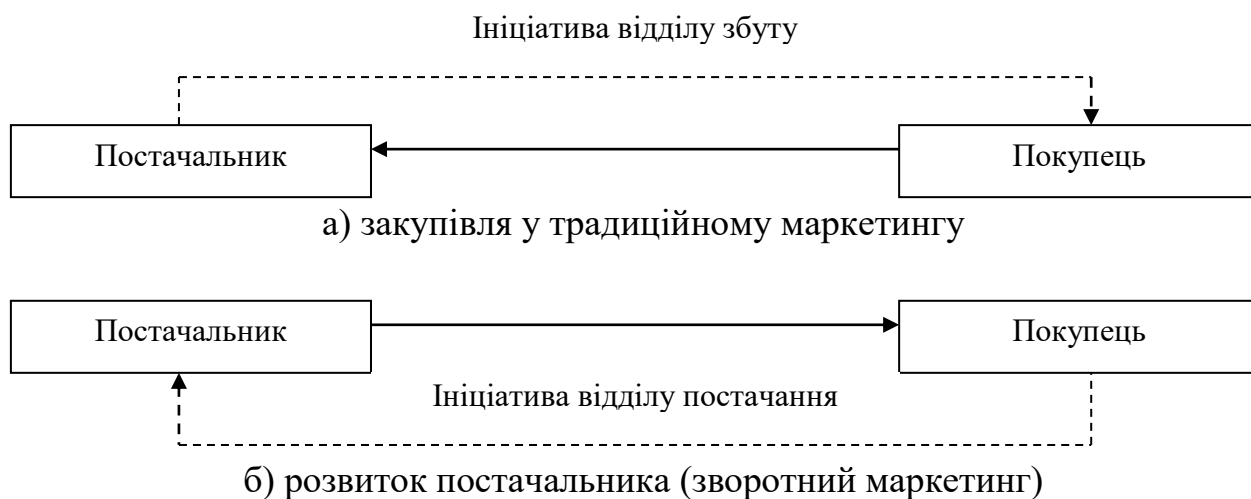 Ініціатива відділу збуту
Постачальник
Покупець
а) закупівля у традиційному маркетингу
Постачальник
Покупець
Ініціатива відділу постачання
б) розвиток постачальника (зворотний маркетинг)